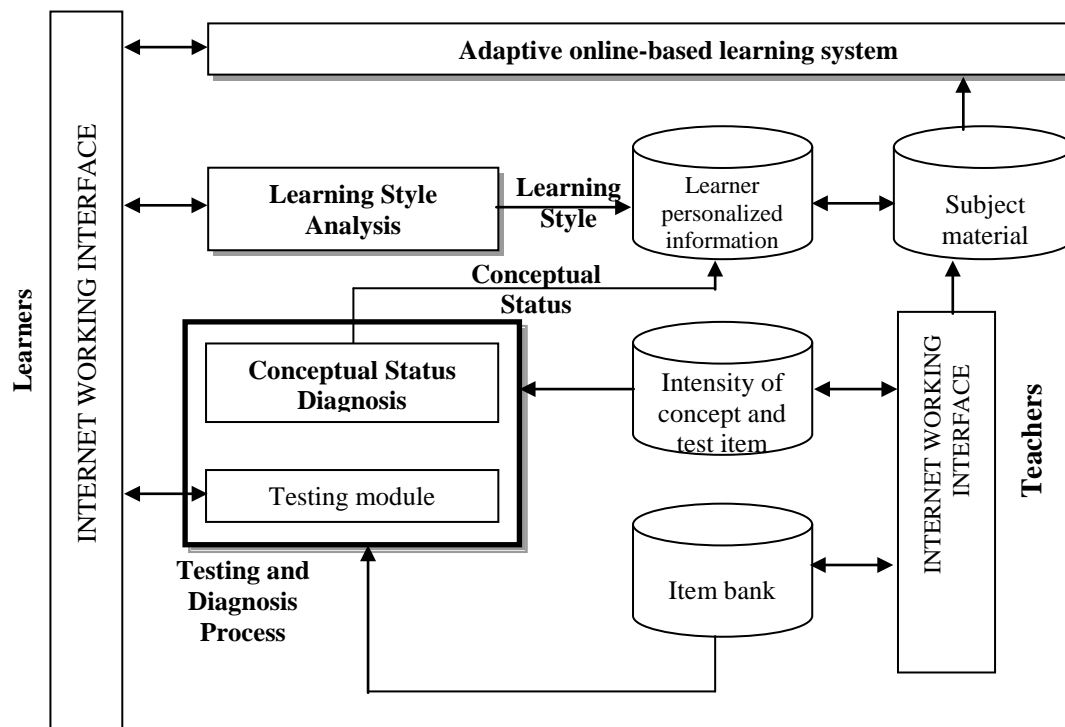 Adaptive online-based learning system
Learners
INTERNET WORKING INTERFACE
Learning Style
Analysis
Learning
Style
Learner
personalized
information
Subject
material
Conceptual
Status
Conceptual Status
Diagnosis
Testing module
Intensity of
concept and
test item
INTERNET WORKING
INTERFACE
Teachers
Testing and
Diagnosis
Process
Item bank